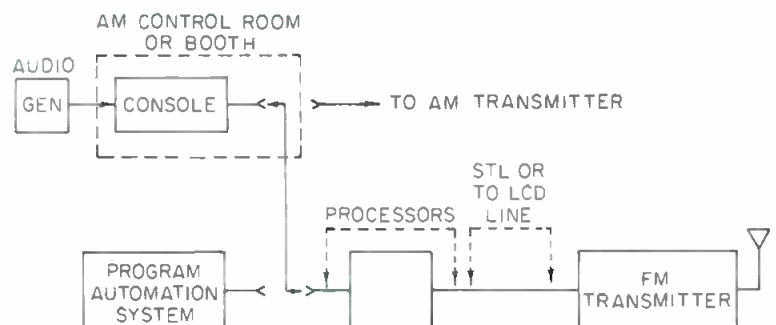 AM CONTROL ROOM
OR BOOTH
AUDIO
GEN
CONSOLE
TO AM TRANSMITTER
STL OR
TO LCD
LINE
PROCESSORS
PROGRAM
AUTOMATION
SYSTEM
FM
TRANSMITTER